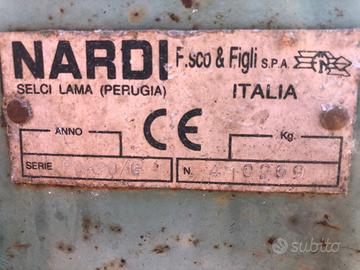 NARDI F.sco & Figli S.P.A. N
SELCI LAMA (PERUGIA) ITALIA
ANNO CE Kg.
SERIE N.
subito